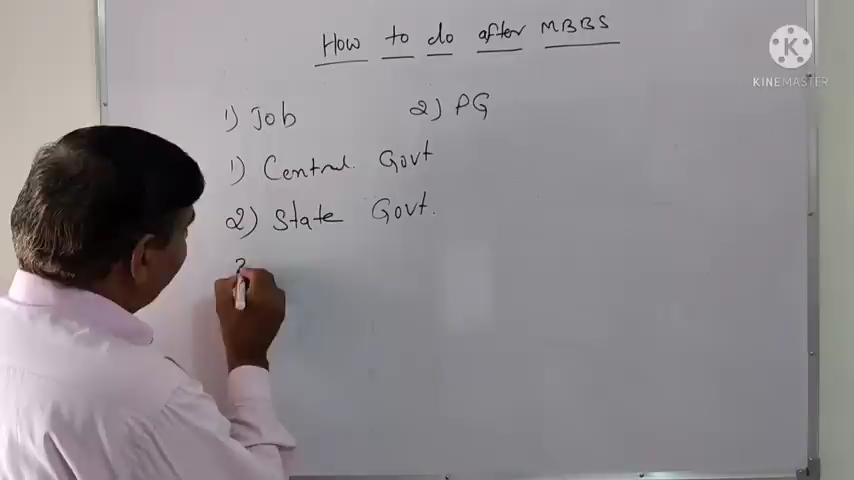 How to do after MBBS
1) Job 2) PG
1) Central Govt
2) State Govt.
KINEMASTER